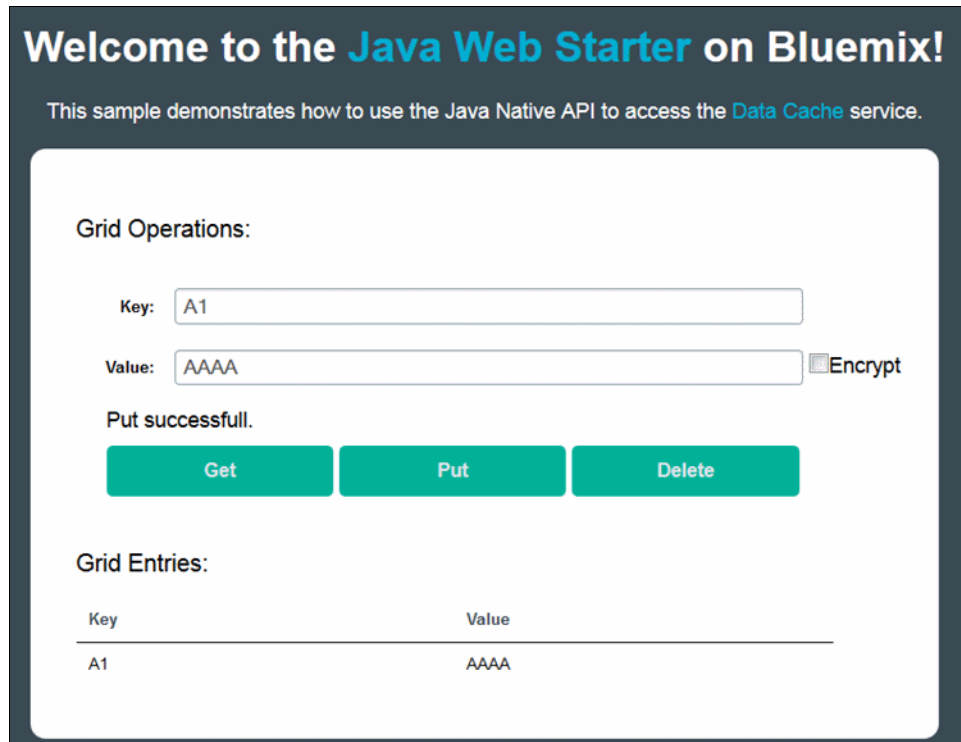 Welcome to the Java Web Starter on Bluemix!
This sample demonstrates how to use the Java Native API to access the Data Cache service.
Grid Operations:
Key: A1
Value: AAAA Encrypt
Put successfull.
Get Put Delete
Grid Entries:
Key Value
A1 AAAA